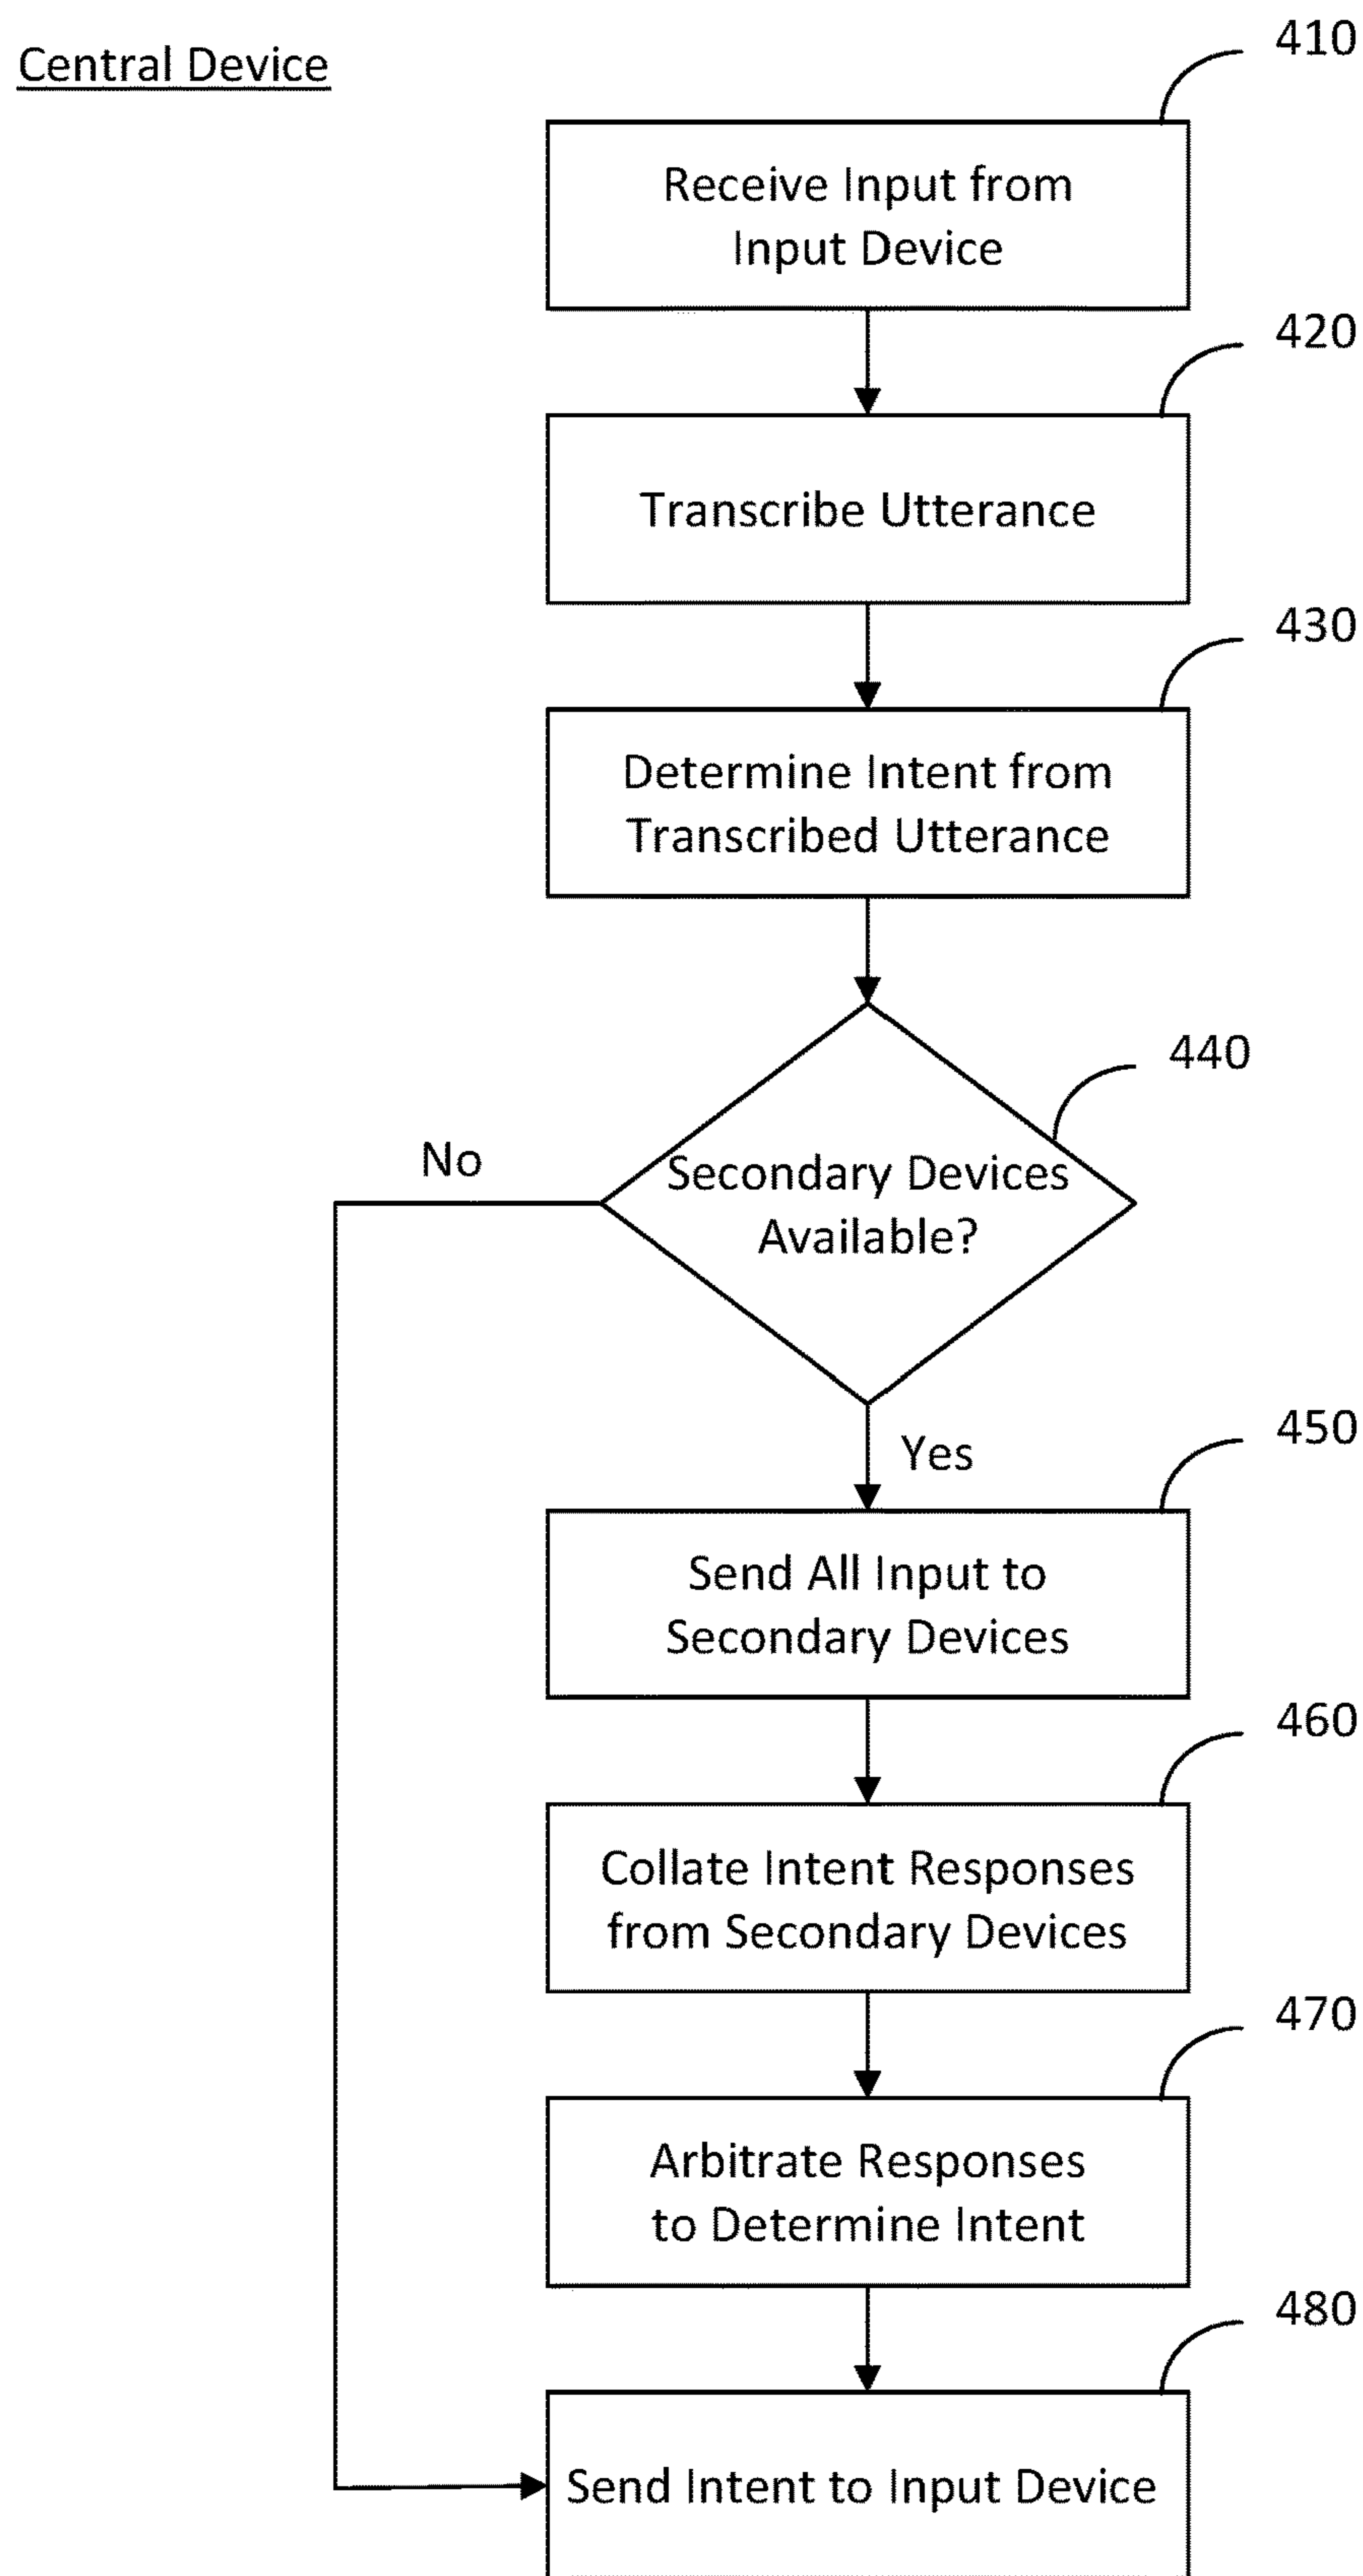 Central Device
410
Receive Input from
Input Device
420
Transcribe Utterance
430
Determine Intent from
Transcribed Utterance
440
No
Secondary Devices
Available?
Yes
450
Send All Input to
Secondary Devices
460
Collate Intent Responses
from Secondary Devices
470
Arbitrate Responses
to Determine Intent
480
Send Intent to Input Device